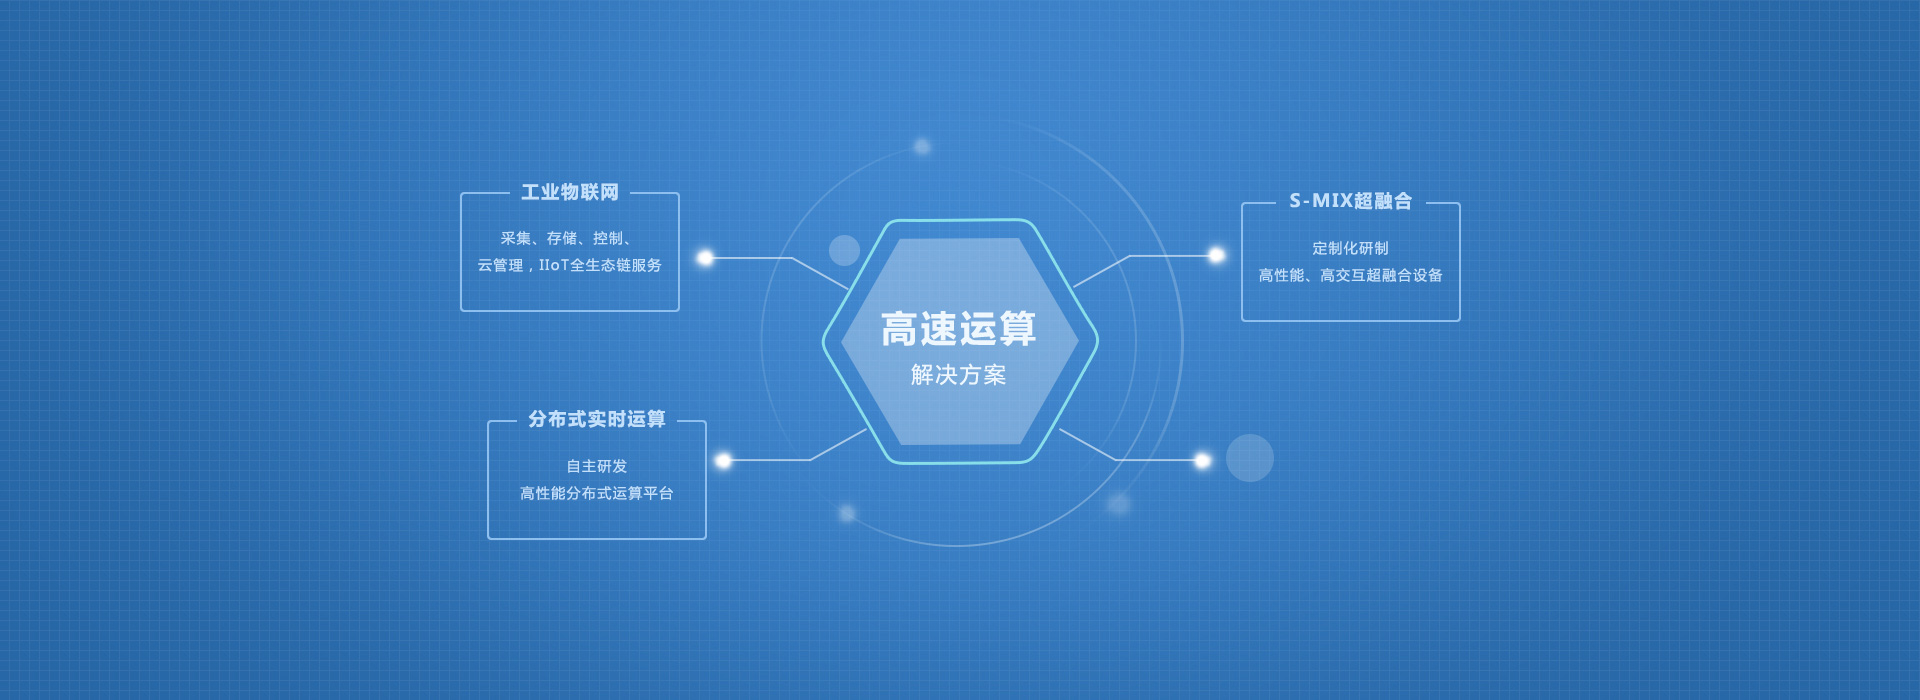 工业物联网
采集、存储、控制、
云管理，IIoT全生态链服务
S-MIX超融合
定制化研制
高性能、高交互超融合设备
高速运算
解决方案
分布式实时运算
自主研发
高性能分布式运算平台